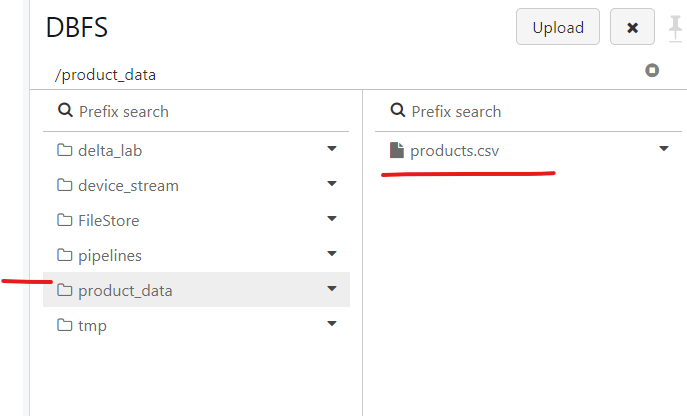 DBFS
Upload
/product_data
Prefix search
delta_lab
device_stream
FileStore
pipelines
product_data
tmp
Prefix search
products.csv